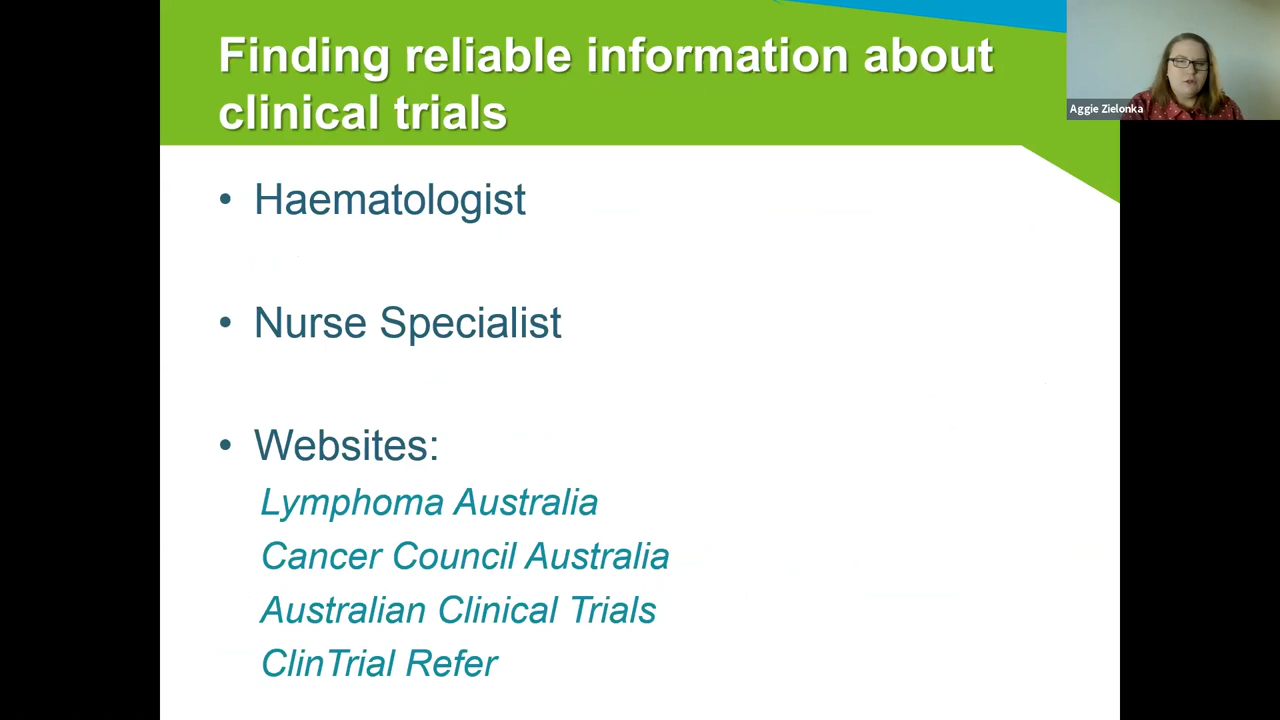 Finding reliable information about
clinical trials
Aggie Zielonka
• Haematologist
• Nurse Specialist
• Websites:
Lymphoma Australia
Cancer Council Australia
Australian Clinical Trials
ClinTrial Refer